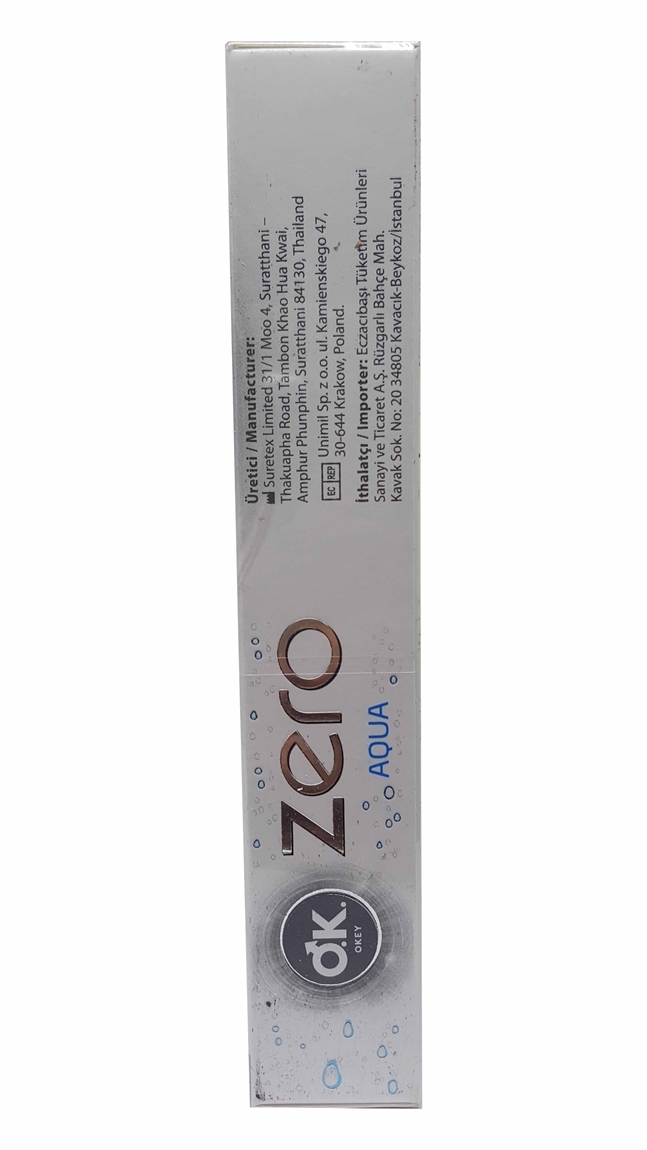 O.K.
OKEY
zero
AQUA
Üretici / Manufacturer:
Suretex Limited 31/1 Moo 4, Suratthani –
Thakuapha Road, Tambon Khao Hua Kwai,
Amphur Phunphin, Suratthani 84130, Thailand
EC REP Unimil Sp. z o.o. ul. Kamienskiego 47,
30-644 Krakow, Poland.
İthalatçı / Importer: Eczacıbaşı Tüketim Ürünleri
Sanayi ve Ticaret A.Ş. Rüzgarlı Bahçe Mah.
Kavak Sok. No: 20 34805 Kavacık-Beykoz/İstanbul